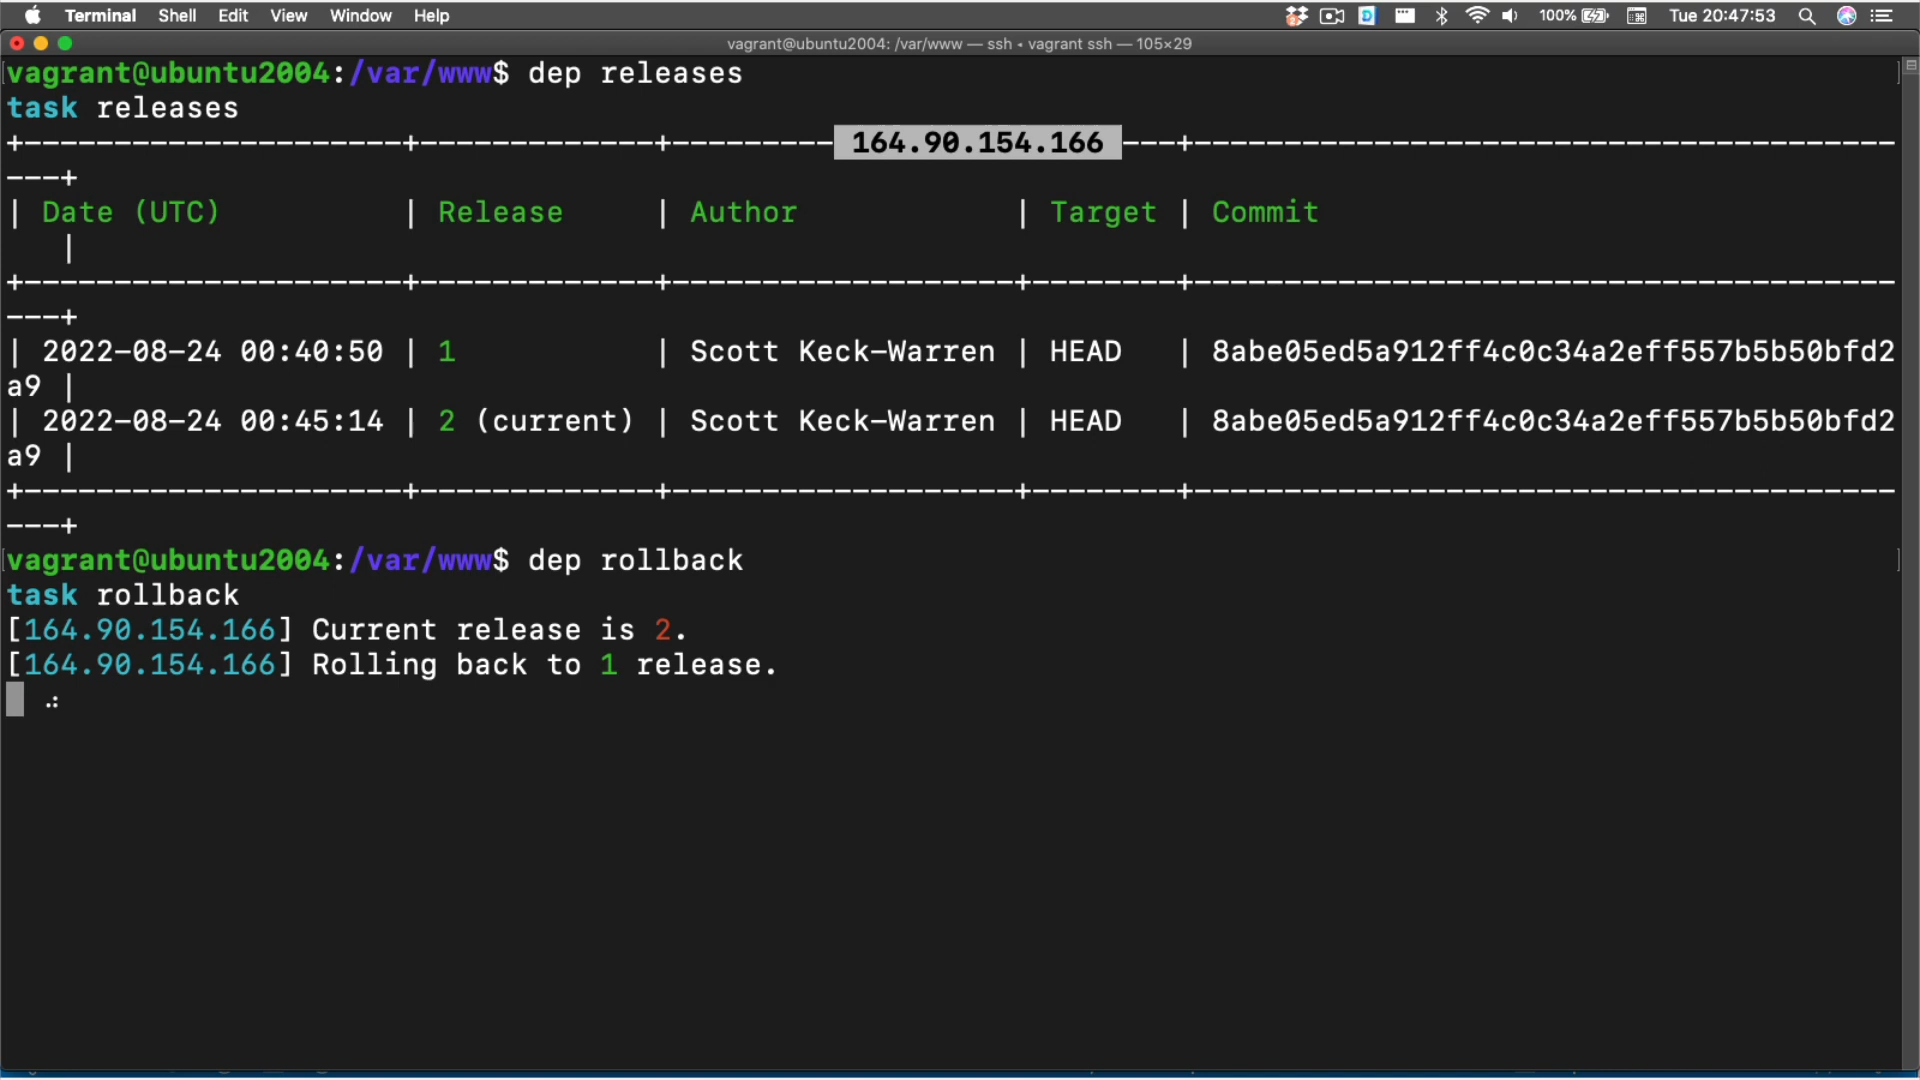 Terminal Shell Edit View Window Help 100% Tue 20:47:53
vagrant@ubuntu2004: /var/www — ssh • vagrant ssh — 105×29
vagrant@ubuntu2004:/var/www$ dep releases
task releases
+---------------------+-------------+--------- 164.90.154.166 ---+---------------------------------------
---+
| Date (UTC) | Release | Author | Target | Commit
|
+---------------------+-------------+-------------------+--------+---------------------------------------
---+
| 2022-08-24 00:40:50 | 1 | Scott Keck-Warren | HEAD | 8abe05ed5a912ff4c0c34a2eff557b5b50bfd2
a9 |
| 2022-08-24 00:45:14 | 2 (current) | Scott Keck-Warren | HEAD | 8abe05ed5a912ff4c0c34a2eff557b5b50bfd2
a9 |
+---------------------+-------------+-------------------+--------+---------------------------------------
---+
vagrant@ubuntu2004:/var/www$ dep rollback
task rollback
[164.90.154.166] Current release is 2.
[164.90.154.166] Rolling back to 1 release.